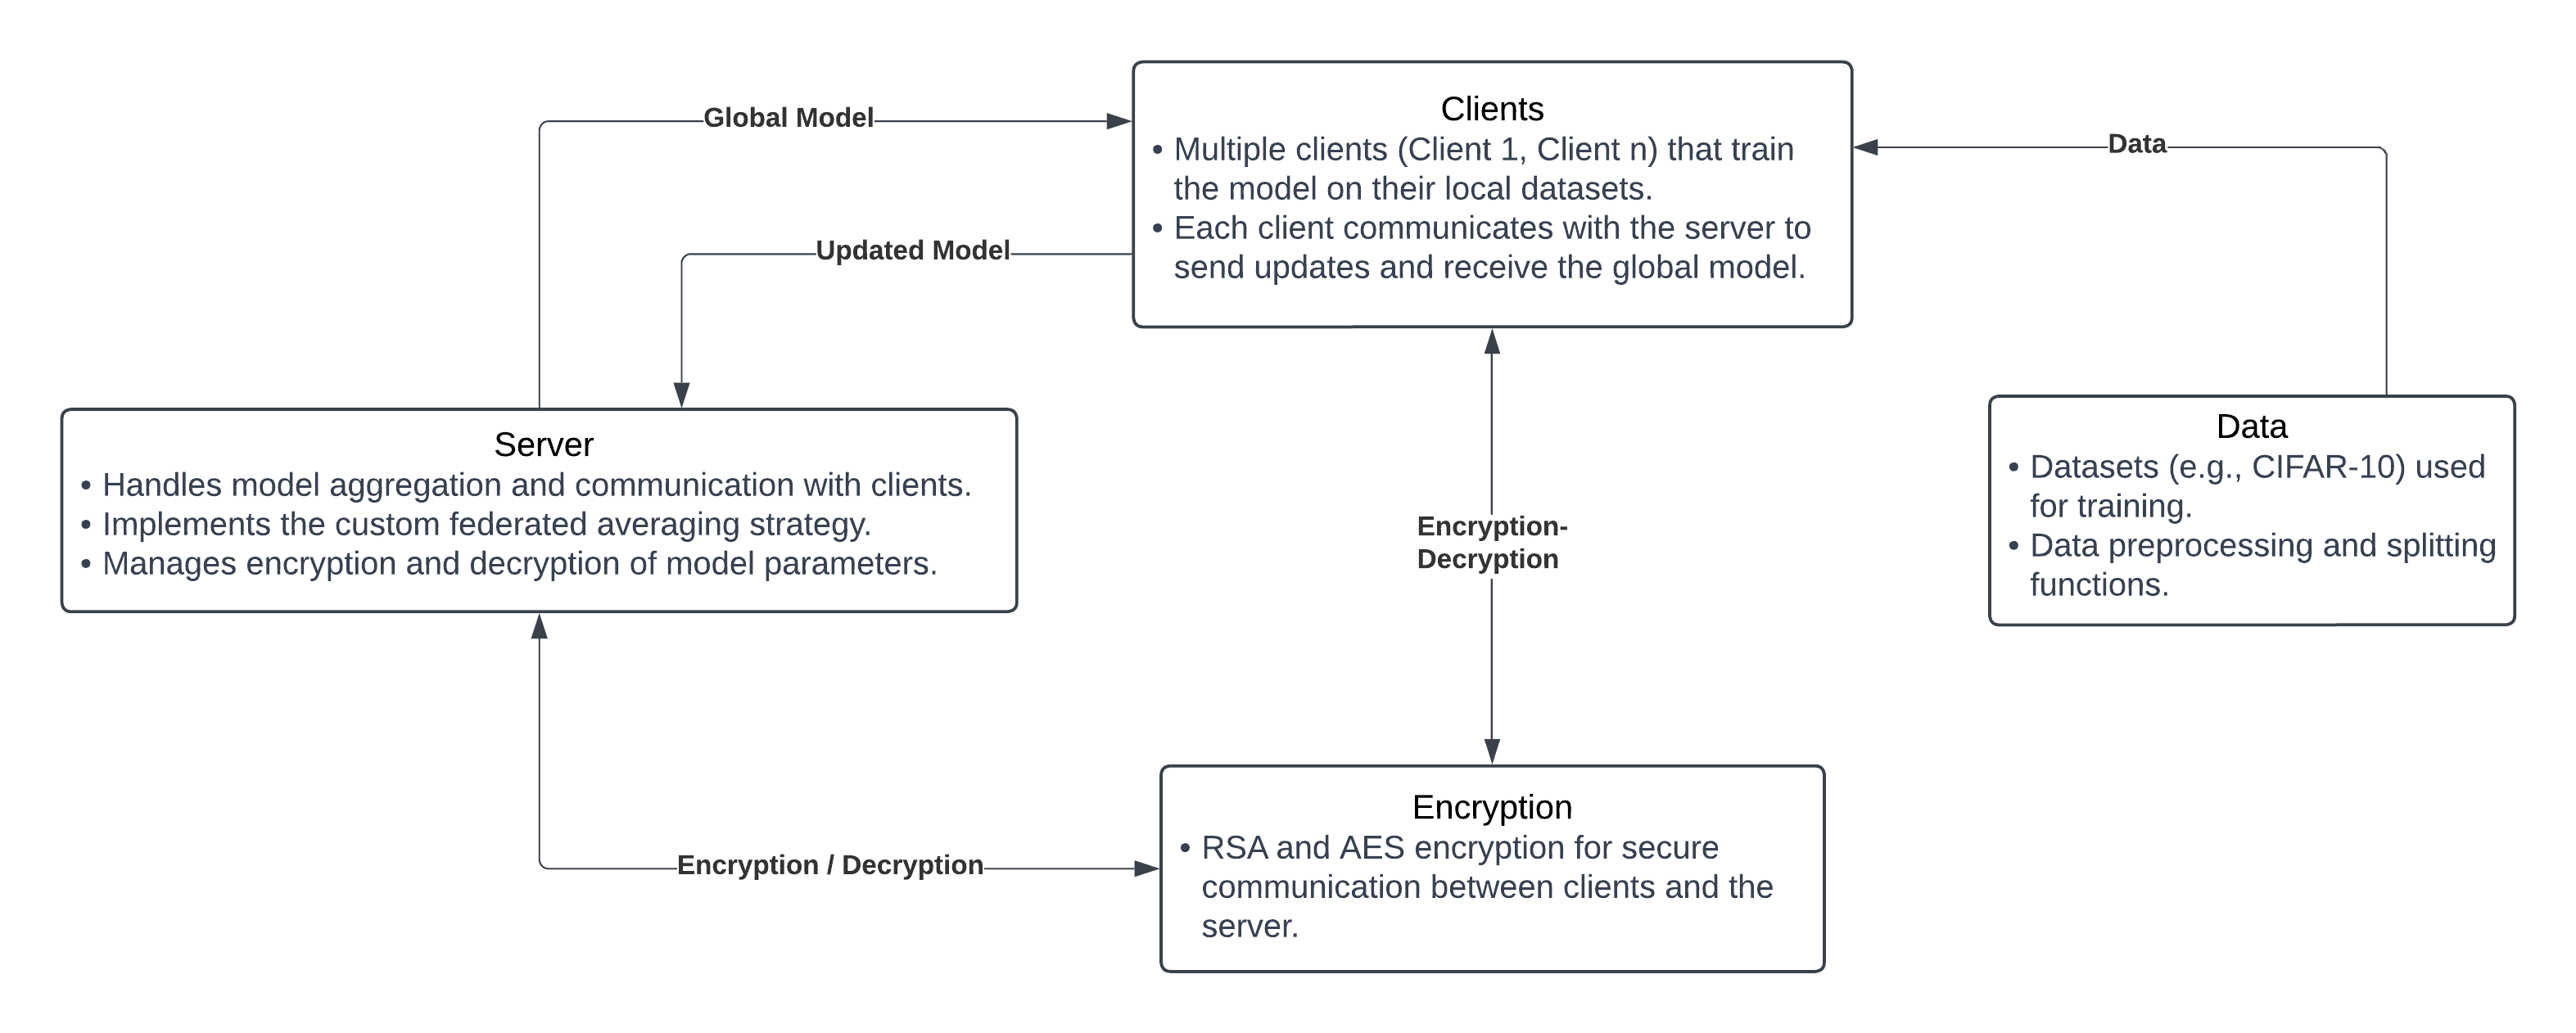 Global Model
Clients
• Multiple clients (Client 1, Client n) that train
the model on their local datasets.
• Each client communicates with the server to
send updates and receive the global model.
Data
Updated Model
Server
• Handles model aggregation and communication with clients.
• Implements the custom federated averaging strategy.
• Manages encryption and decryption of model parameters.
Encryption-
Decryption
Data
• Datasets (e.g., CIFAR-10) used
for training.
• Data preprocessing and splitting
functions.
Encryption / Decryption
Encryption
• RSA and AES encryption for secure
communication between clients and the
server.